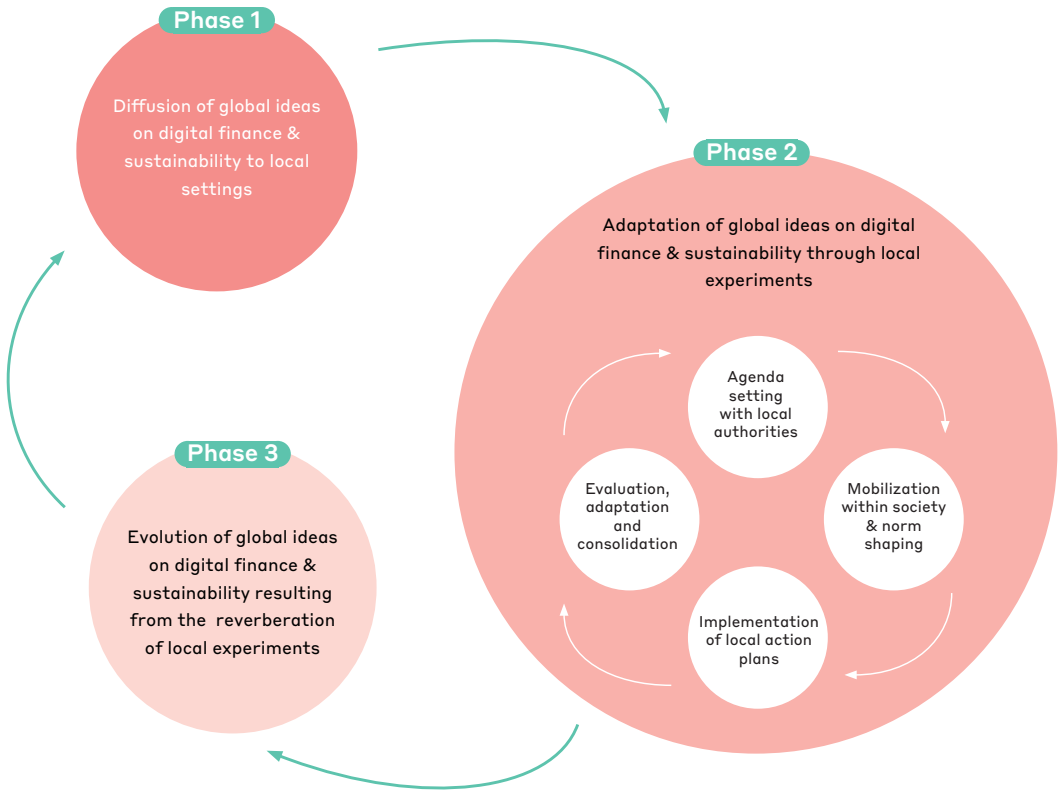 Phase 1
Diffusion of global ideas
on digital finance &
sustainability to local
settings
Phase 2
Adaptation of global ideas on digital
finance & sustainability through local
experiments
Agenda
setting
with local
authorities
Mobilization
within society
& norm
shaping
Implementation
of local action
plans
Evaluation,
adaptation
and
consolidation
Phase 3
Evolution of global ideas
on digital finance &
sustainability resulting
from the  reverberation
of local experiments